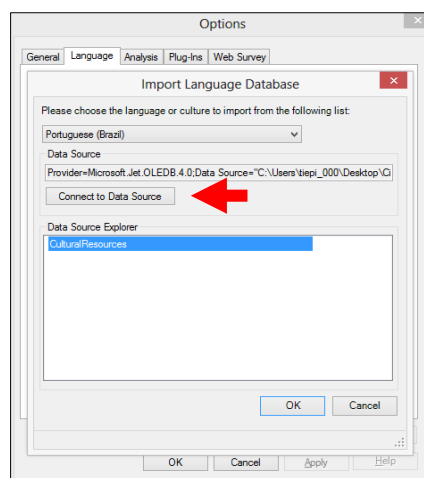 Options
General Language Analysis Plug-Ins Web Survey
Import Language Database
Please choose the language or culture to import from the following list:
Portuguese (Brazil)
Data Source
Provider=Microsoft.Jet.OLEDB.4.0;Data Source="C:\Users\tiepi_000\Desktop\Ci
Connect to Data Source
Data Source Explorer
CulturalResources
OK Cancel
OK Cancel Apply Help